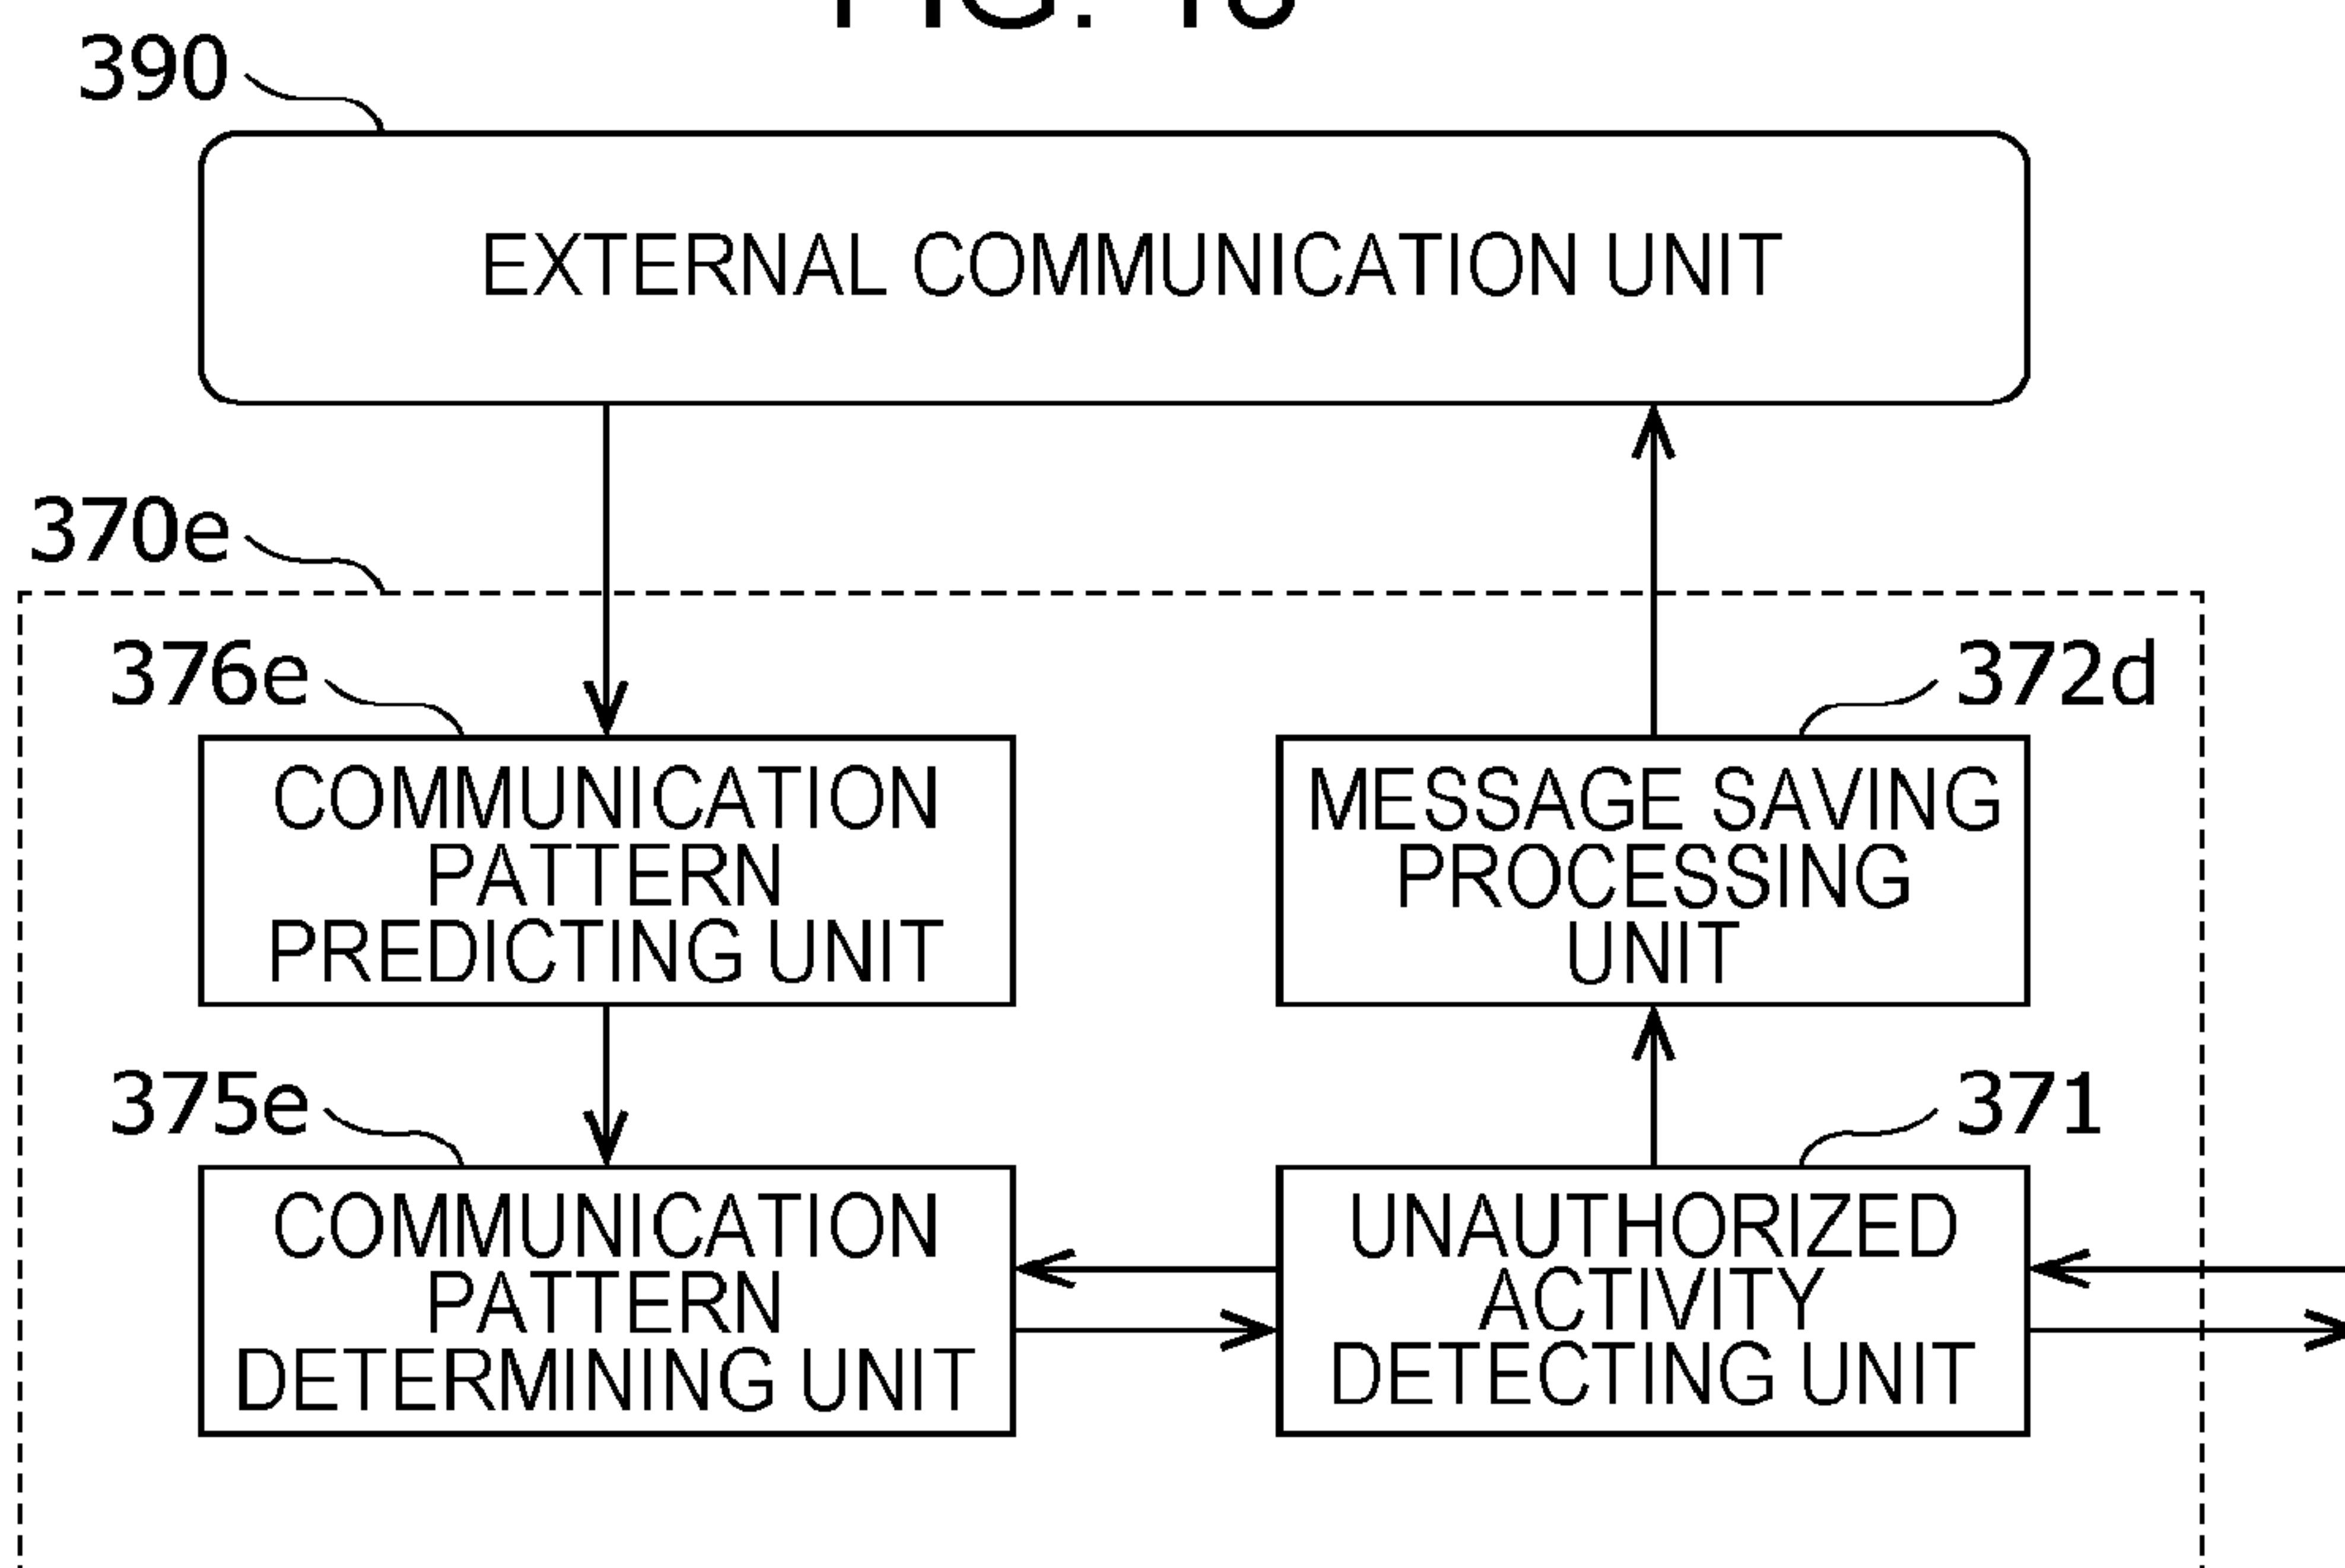 390
EXTERNAL COMMUNICATION UNIT
370e
376e
372d
COMMUNICATION
PATTERN
PREDICTING UNIT
MESSAGE SAVING
PROCESSING
UNIT
375e
371
COMMUNICATION
PATTERN
DETERMINING UNIT
UNAUTHORIZED
ACTIVITY
DETECTING UNIT